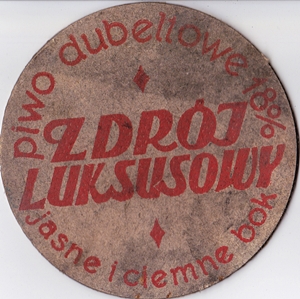 piwo dubeltowe 18%
ZDRÓJ
LUKSUSOWY
jasne i ciemne bok